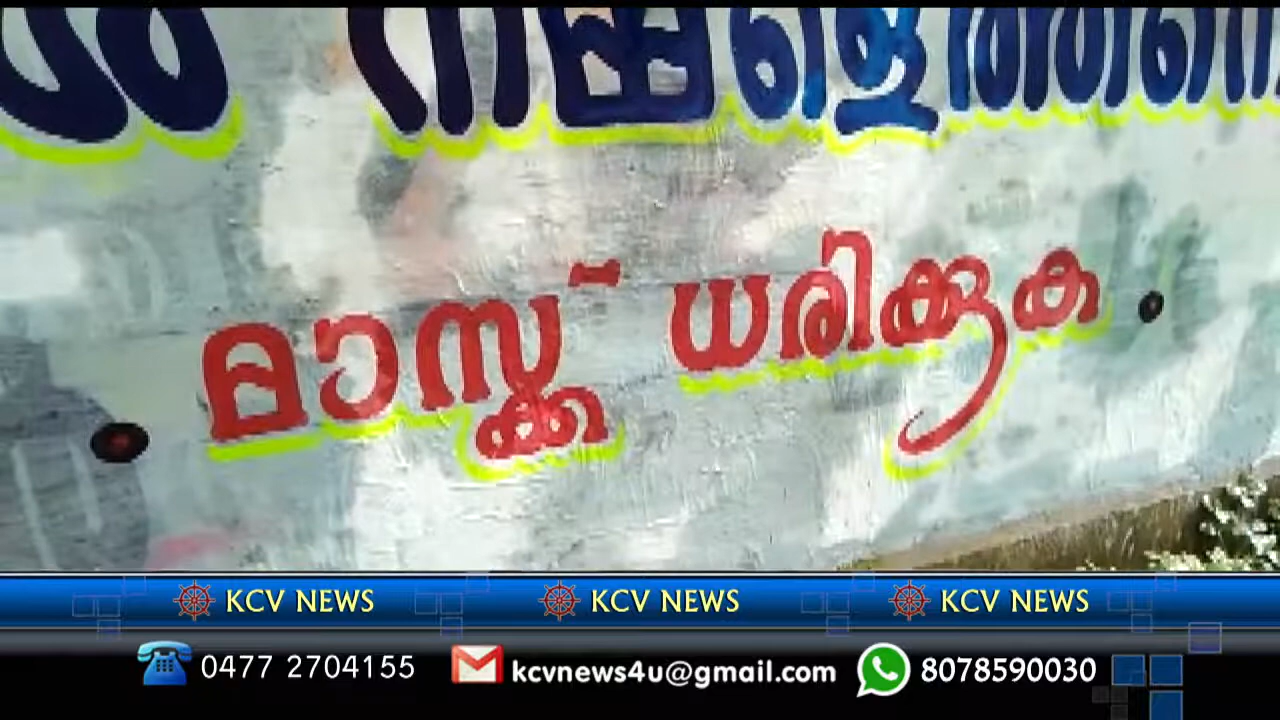 മാസ്ക്ക് ധരിക്കുക .
KCV NEWS KCV NEWS KCV NEWS
0477 2704155 kcvnews4u@gmail.com 8078590030